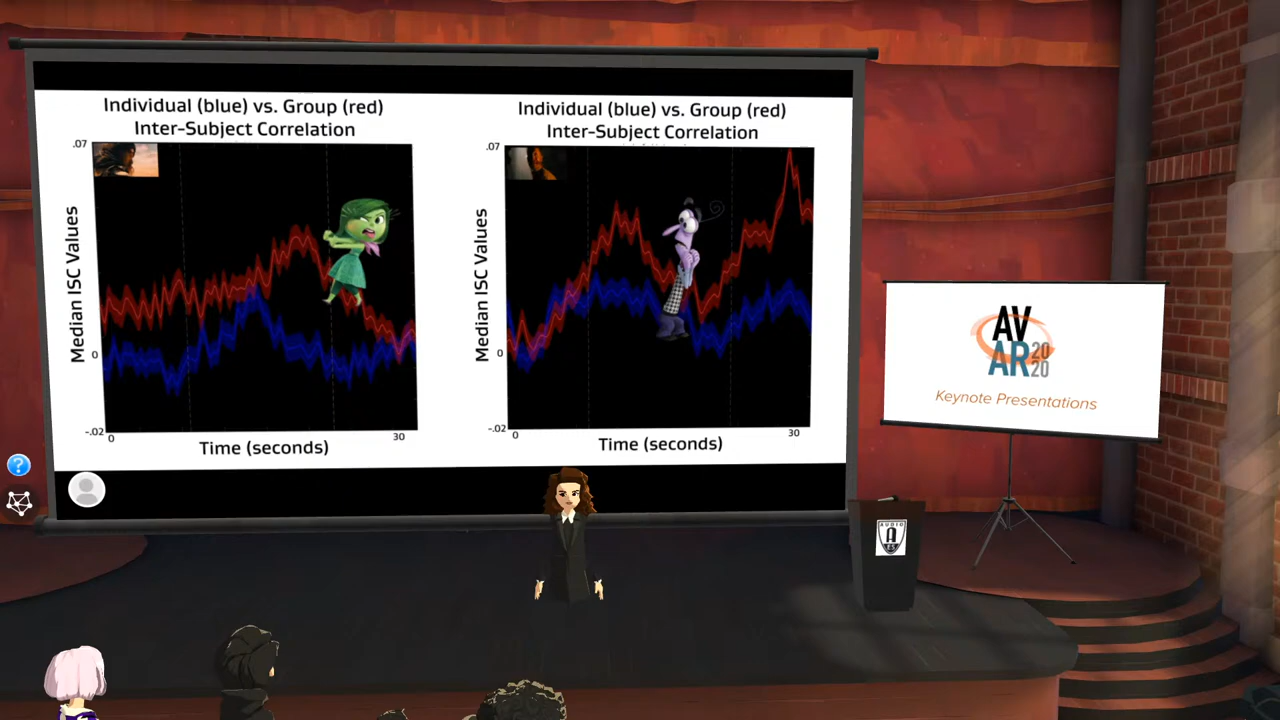 Individual (blue) vs. Group (red)
Inter-Subject Correlation
.07
Median ISC Values
0
-.02
0
30
Time (seconds)
Individual (blue) vs. Group (red)
Inter-Subject Correlation
.07
Median ISC Values
0
-.02
0
30
Time (seconds)
AV
AR 20
20
Keynote Presentations
?
AUDIO
A
ES